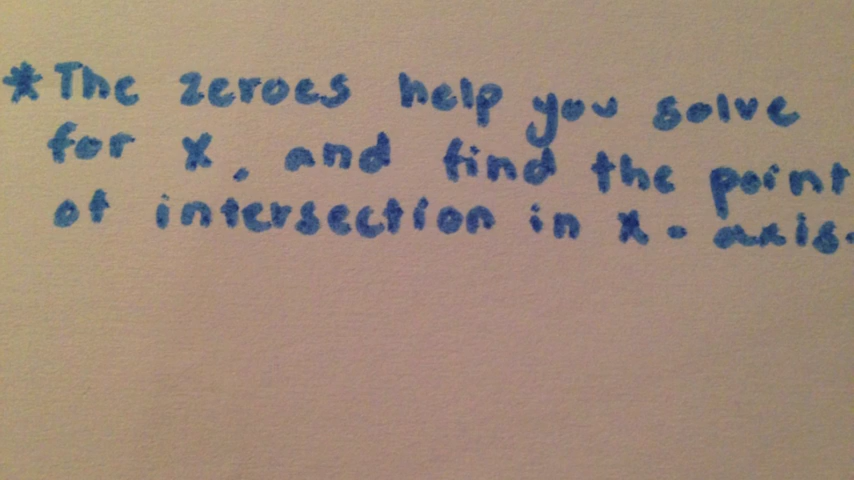 * The zeroes help you solve
for x, and find the point
of intersection in x-axis.